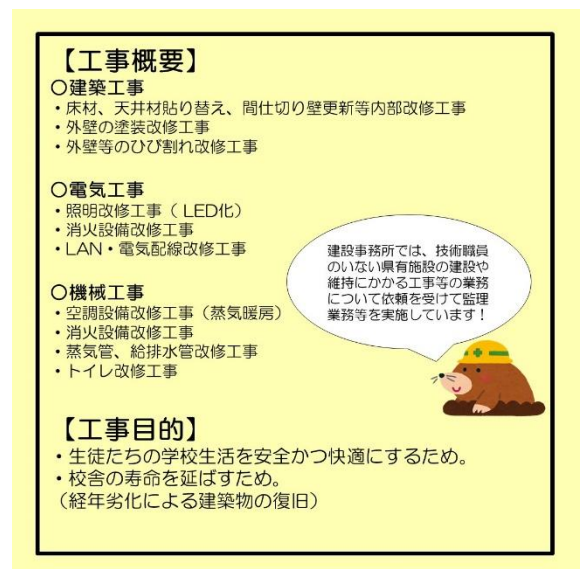 【工事概要】
〇建築工事
・床材、天井材貼り替え、間仕切り壁更新等内部改修工事
・外壁の塗装改修工事
・外壁等のひび割れ改修工事
〇電気工事
・照明改修工事（LED化）
・消火設備改修工事
・LAN・電気配線改修工事
〇機械工事
・空調設備改修工事（蒸気暖房）
・消火設備改修工事
・蒸気管、給排水管改修工事
・トイレ改修工事
建設事務所では、技術職員
のいない県有施設の建設や
維持にかかる工事等の業務
について依頼を受けて監理
業務等を実施しています！
【工事目的】
・生徒たちの学校生活を安全かつ快適にするため。
・校舎の寿命を延ばすため。
（経年劣化による建築物の復旧）